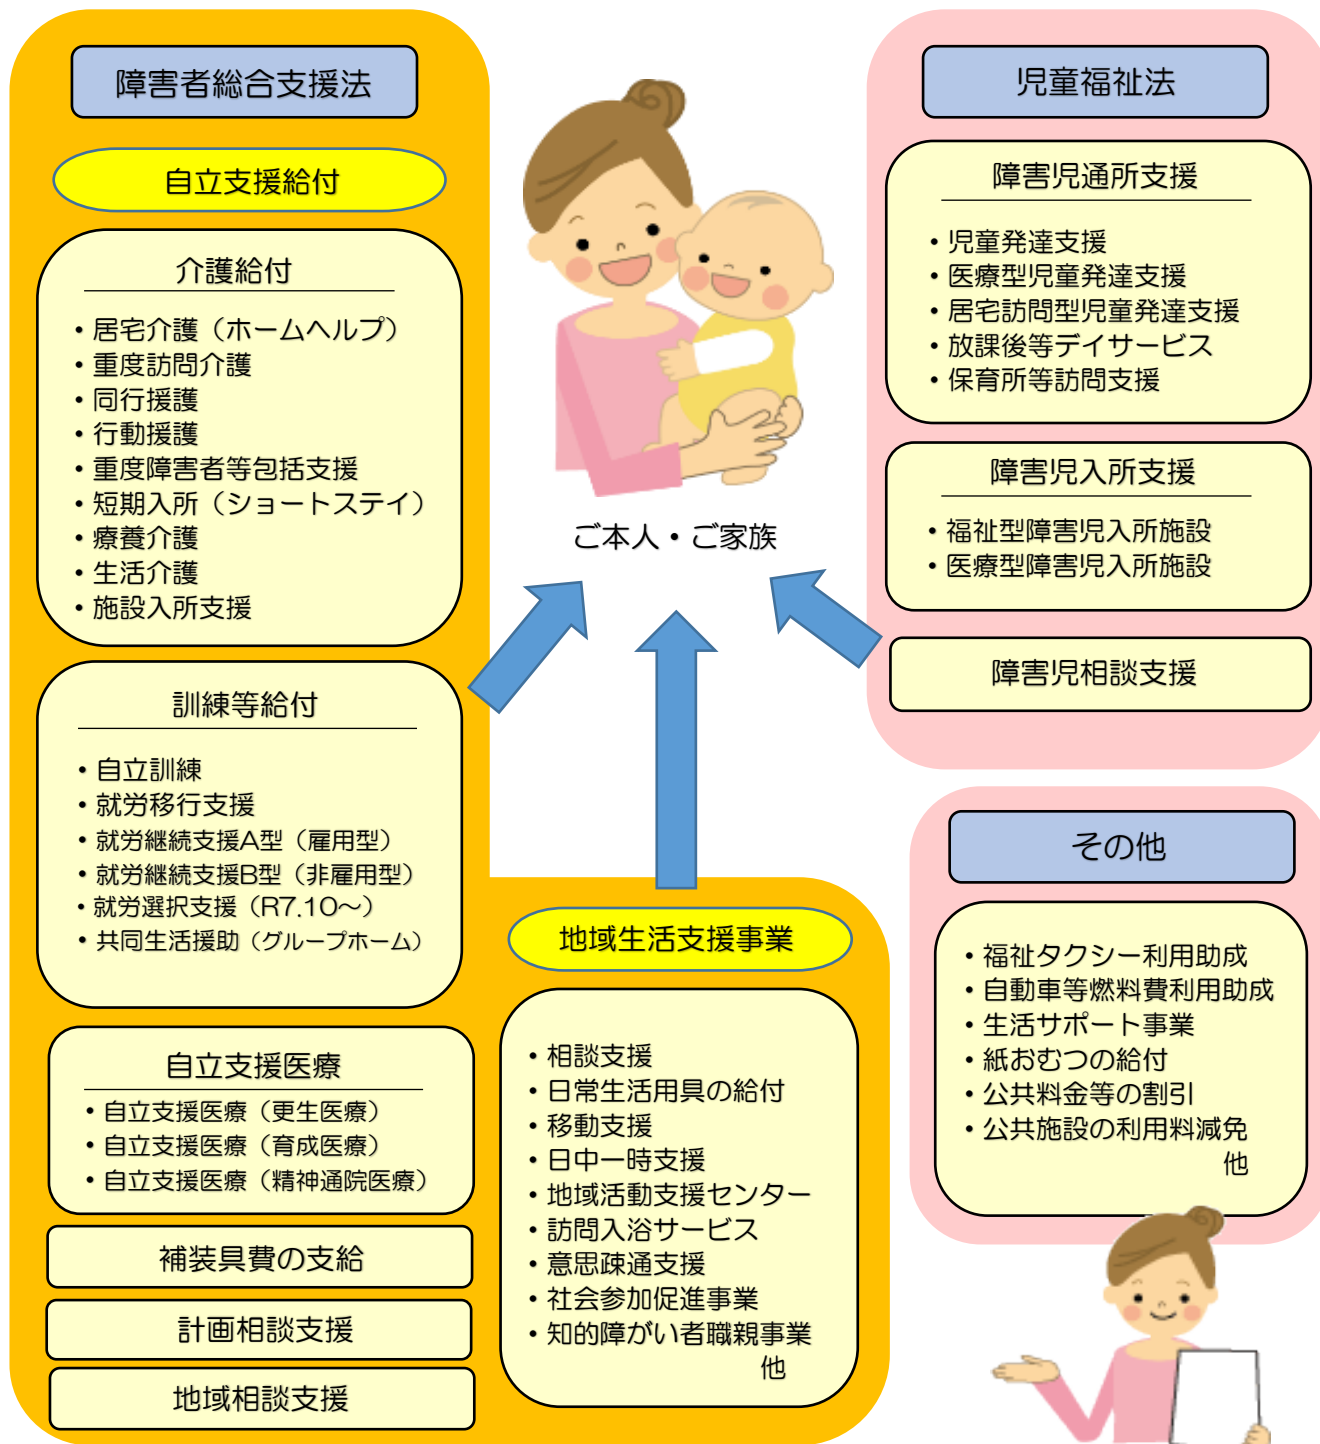 障害者総合支援法
自立支援給付
介護給付
・居宅介護（ホームヘルプ）
・重度訪問介護
・同行援護
・行動援護
・重度障害者等包括支援
・短期入所（ショートステイ）
・療養介護
・生活介護
・施設入所支援
訓練等給付
・自立訓練
・就労移行支援
・就労継続支援A型（雇用型）
・就労継続支援B型（非雇用型）
・就労選択支援（R7.10～）
・共同生活援助（グループホーム）
自立支援医療
・自立支援医療（更生医療）
・自立支援医療（育成医療）
・自立支援医療（精神通院医療）
補装具費の支給
計画相談支援
地域相談支援
地域生活支援事業
・相談支援
・日常生活用具の給付
・移動支援
・日中一時支援
・地域活動支援センター
・訪問入浴サービス
・意思疎通支援
・社会参加促進事業
・知的障がい者職親事業
他
ご本人・ご家族
児童福祉法
障害児通所支援
・児童発達支援
・医療型児童発達支援
・居宅訪問型児童発達支援
・放課後等デイサービス
・保育所等訪問支援
障害児入所支援
・福祉型障害児入所施設
・医療型障害児入所施設
障害児相談支援
その他
・福祉タクシー利用助成
・自動車等燃料費利用助成
・生活サポート事業
・紙おむつの給付
・公共料金等の割引
・公共施設の利用料減免
他